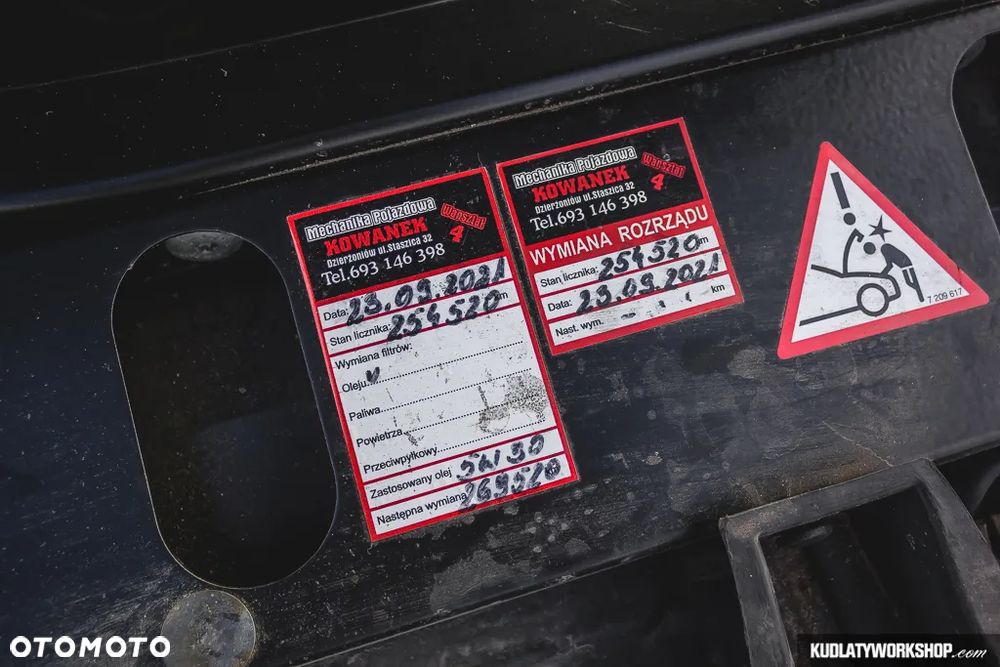 Mechanika Pojazdowa
KOWANEK
Warsztat
4
Dzierżoniów ul.Staszica 32
Tel.693 146 398
Data: 23.09.2021
Stan licznika: 254520 km
Wymiana filtrów:
Oleju v
Paliwa
Powietrza
Przeciwpyłkowy
Zastosowany olej 5W30
Następna wymiana 269520
Mechanika Pojazdowa
KOWANEK
Warsztat
4
Dzierżoniów ul.Staszica 32
Tel.693 146 398
WYMIANA ROZRZĄDU
Stan licznika: 254520 km
Data: 23.09.2021
Nast. wym. km
7 209 617
OTOMOTO
KUDLATYWORKSHOP.com